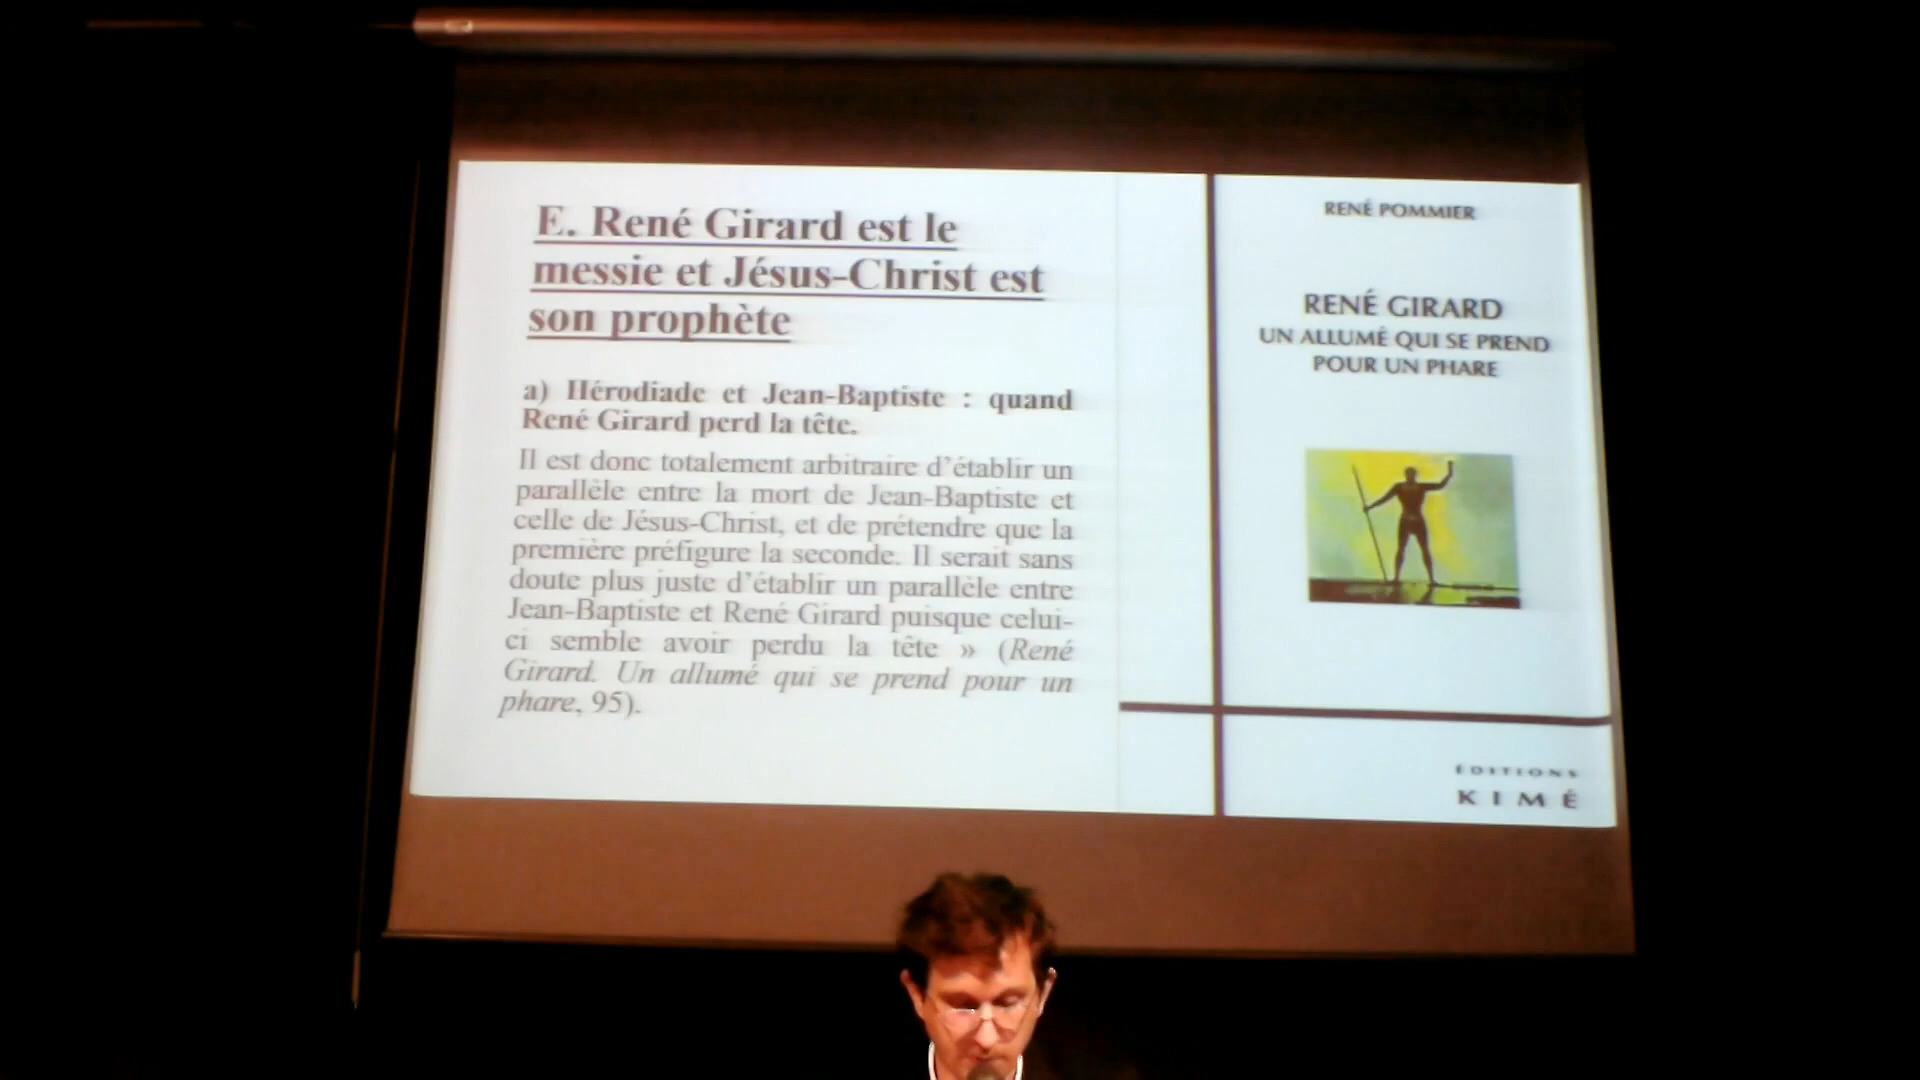 E. René Girard est le
messie et Jésus-Christ est
son prophète
a) Hérodiade et Jean-Baptiste : quand
René Girard perd la tête.
Il est donc totalement arbitraire d’établir un
parallèle entre la mort de Jean-Baptiste et
celle de Jésus-Christ, et de prétendre que la
première préfigure la seconde. Il serait sans
doute plus juste d’établir un parallèle entre
Jean-Baptiste et René Girard puisque celui-
ci semble avoir perdu la tête » (René
Girard. Un allumé qui se prend pour un
phare, 95).
RENÉ POMMIER
RENÉ GIRARD
UN ALLUMÉ QUI SE PREND
POUR UN PHARE
ÉDITIONS
KIMÉ